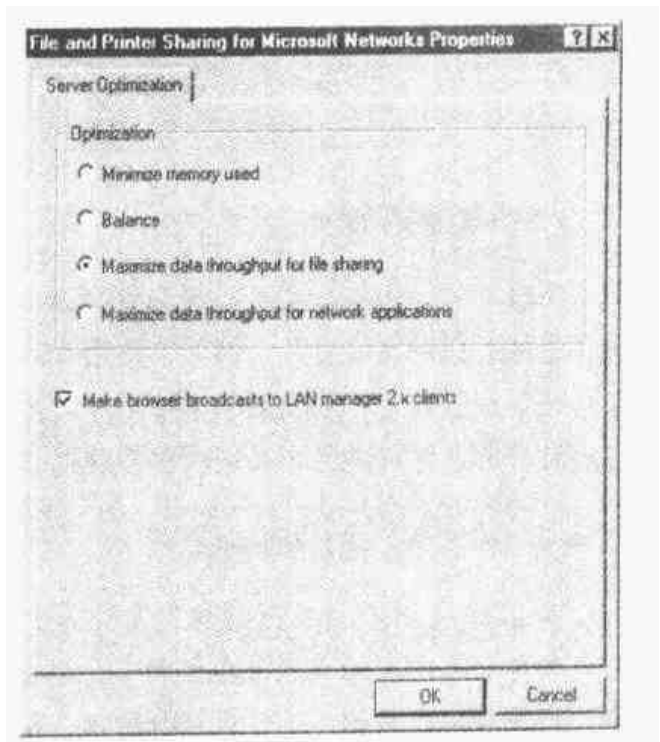 File and Printer Sharing for Microsoft Networks Properties
Server Optimization
Optimization
Minimize memory used
Balance
Maximize data throughput for file sharing
Maximize data throughput for network applications
Make browser broadcasts to LAN manager 2.x clients
OK
Cancel